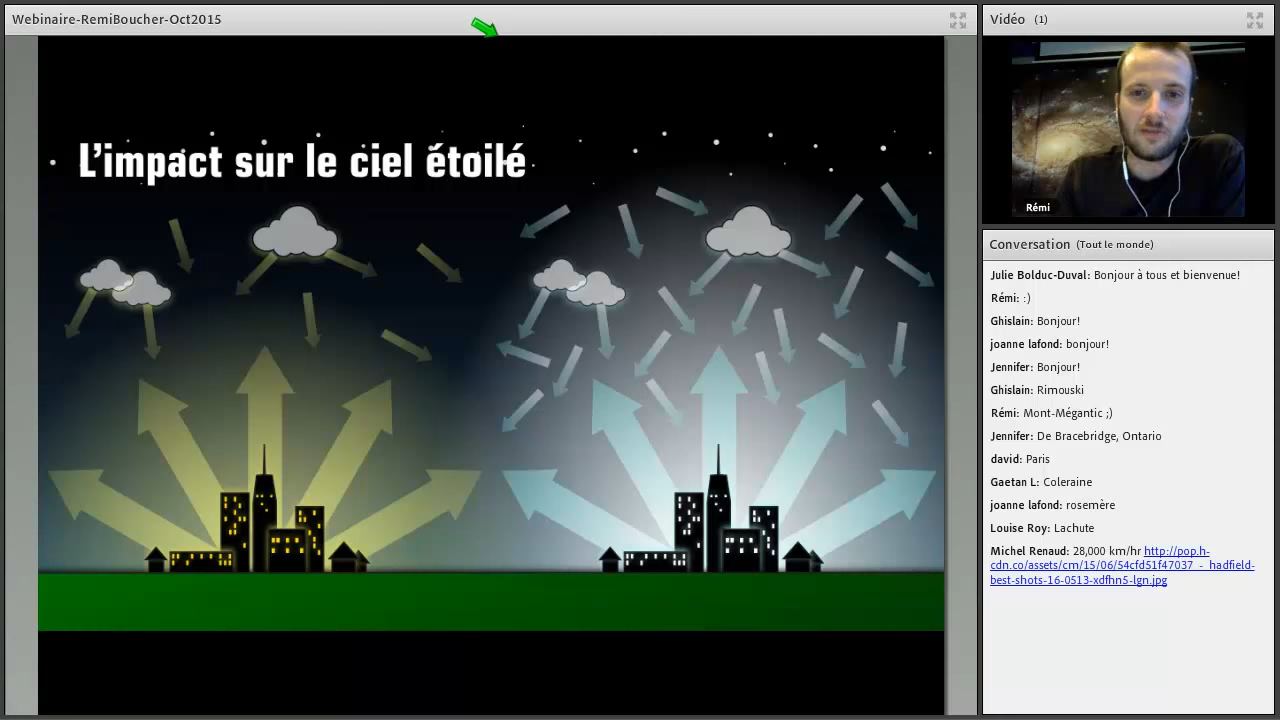 Webinaire-RemiBoucher-Oct2015
L'impact sur le ciel étoilé
Vidéo (1)
Rémi
Conversation (Tout le monde)
Julie Bolduc-Duval: Bonjour à tous et bienvenue!
Rémi: :)
Ghislain: Bonjour!
joanne lafond: bonjour!
Jennifer: Bonjour!
Ghislain: Rimouski
Rémi: Mont-Mégantic ;)
Jennifer: De Bracebridge, Ontario
david: Paris
Gaetan L: Coleraine
joanne lafond: rosemère
Louise Roy: Lachute
Michel Renaud: 28,000 km/hr http://pop.h-
cdn.co/assets/cm/15/06/54cfd51f47037_-_hadfield-
best-shots-16-0513-xdfhn5-lgn.jpg